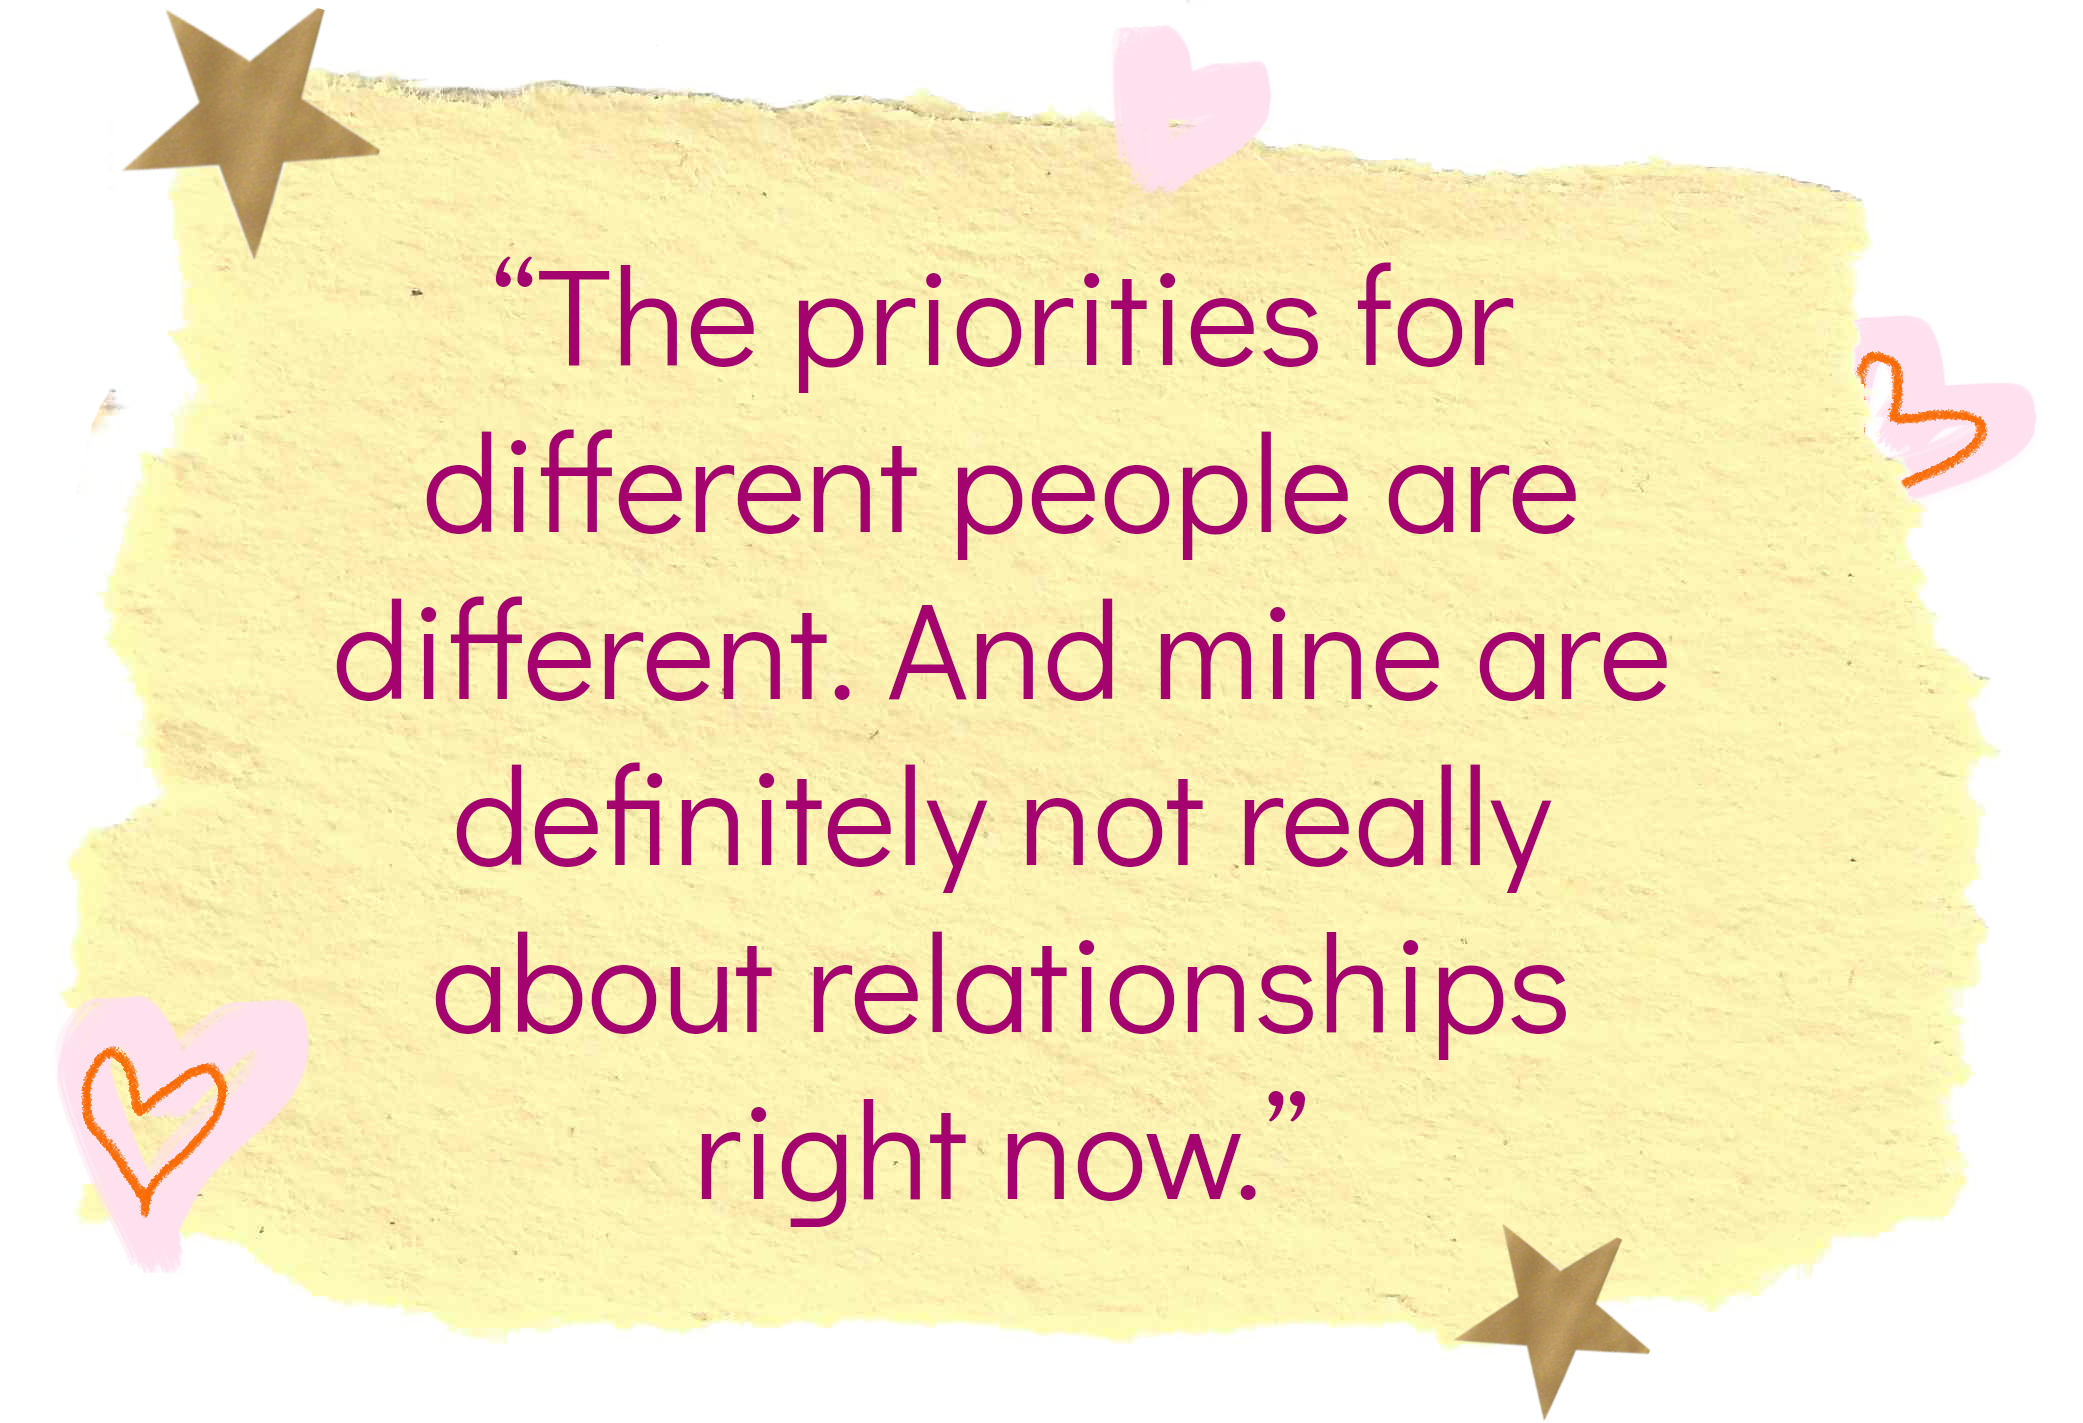 “The priorities for
different people are
different. And mine are
definitely not really
about relationships
right now.”